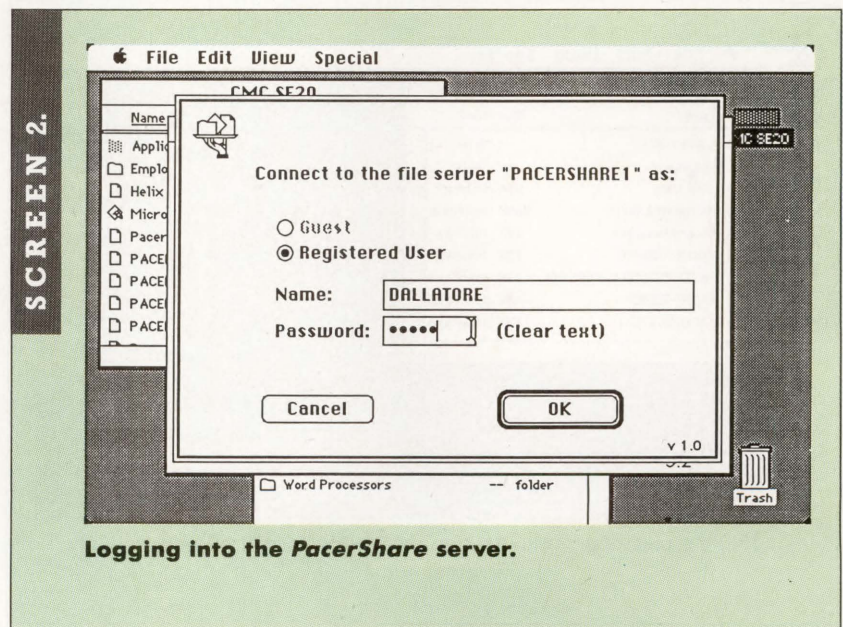 SCREEN 2.
File Edit View Special
CMC SE20
Name
Applic
Emplo
Helix
Micro
Pacer
PACE
PACE
PACE
PACE
MC SE20
Connect to the file server "PACERSHARE1" as:
Guest
Registered User
Name: DALLATORE
Password: ••••• (Clear text)
Cancel OK
v 1.0
Word Processors -- folder
Trash
Logging into the PacerShare server.